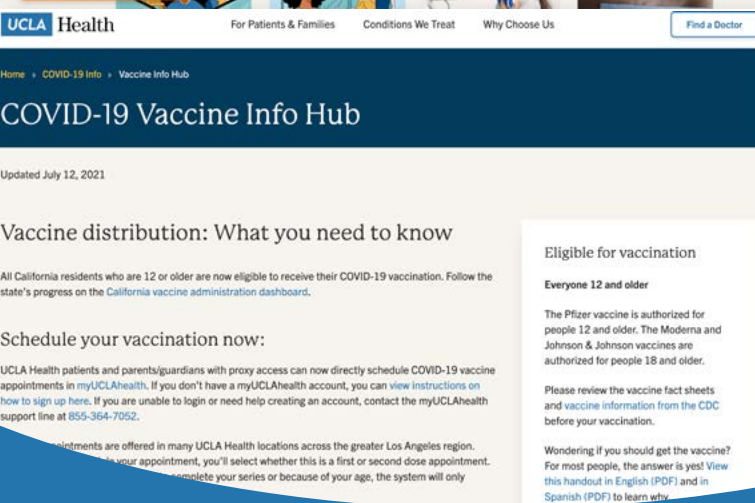 UCLA Health
For Patients & Families Conditions We Treat Why Choose Us
Find a Doctor
Home › COVID-19 Info › Vaccine Info Hub
COVID-19 Vaccine Info Hub
Updated July 12, 2021
Vaccine distribution: What you need to know
All California residents who are 12 or older are now eligible to receive their COVID-19 vaccination. Follow the
state's progress on the California vaccine administration dashboard.
Schedule your vaccination now:
UCLA Health patients and parents/guardians with proxy access can now directly schedule COVID-19 vaccine
appointments in myUCLAhealth. If you don't have a myUCLAhealth account, you can view instructions on
how to sign up here. If you are unable to login or need help creating an account, contact the myUCLAhealth
support line at 855-364-7052.
are offered in many UCLA Health locations across the greater Los Angeles region.
your appointment, you'll select whether this is a first or second dose appointment.
complete your series or because of your age, the system will only
Eligible for vaccination
Everyone 12 and older
The Pfizer vaccine is authorized for
people 12 and older. The Moderna and
Johnson & Johnson vaccines are
authorized for people 18 and older.
Please review the vaccine fact sheets
and vaccine information from the CDC
before your vaccination.
Wondering if you should get the vaccine?
For most people, the answer is yes! View
this handout in English (PDF) and in
Spanish (PDF) to learn why.